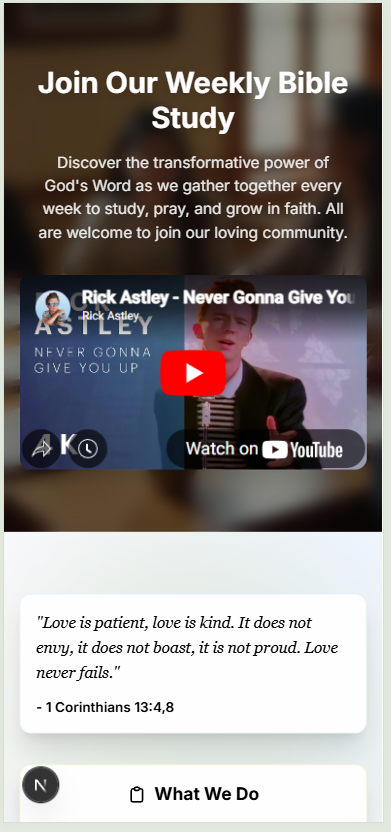 Join Our Weekly Bible
Study
Discover the transformative power of
God's Word as we gather together every
week to study, pray, and grow in faith. All
are welcome to join our loving community.
Rick Astley - Never Gonna Give You
Rick Astley
ASTLEY
NEVER GONNA
GIVE YOU UP
Watch on YouTube
"Love is patient, love is kind. It does not
envy, it does not boast, it is not proud. Love
never fails."
- 1 Corinthians 13:4,8
N
What We Do